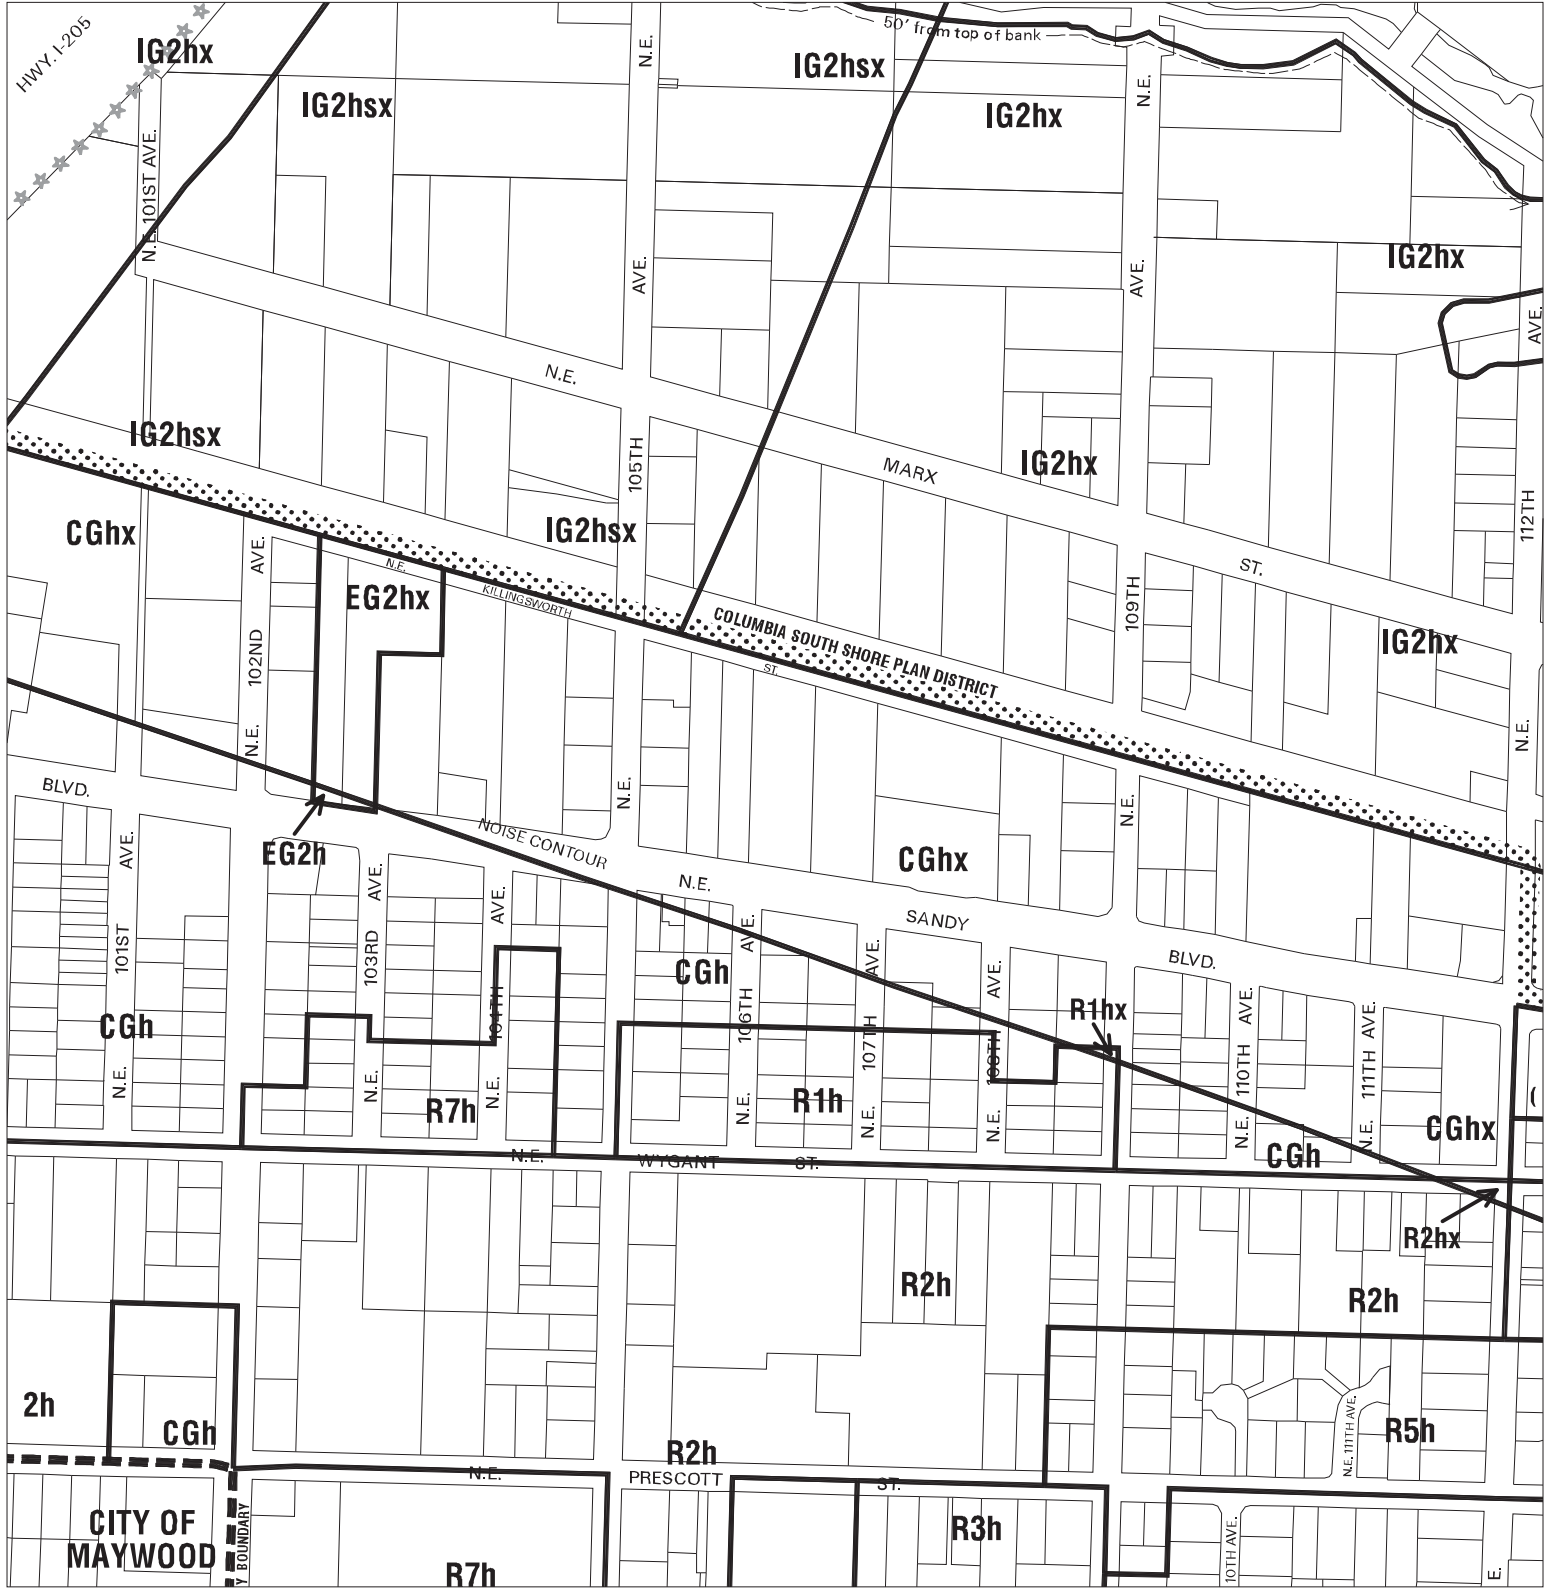 HWY. I-205
IG2hx
IG2hsx
N.E. 101ST AVE.
N.E.
AVE.
105TH
50' from top of bank
IG2hsx
IG2hx
N.E.
AVE.
109TH
IG2hx
AVE.
112TH
N.E.
N.E.
MARX
ST.
IG2hsx
IG2hsx
IG2hx
IG2hx
CGhx
AVE.
102ND
N.E.
EG2hx
N.E.
KILLINGSWORTH
ST.
COLUMBIA SOUTH SHORE PLAN DISTRICT
N.E.
N.E.
BLVD.
EG2h
NOISE CONTOUR
N.E.
SANDY
BLVD.
CGhx
AVE.
101ST
N.E.
AVE.
103RD
N.E.
AVE.
104TH
N.E.
AVE.
106TH
N.E.
AVE.
107TH
N.E.
AVE.
108TH
N.E.
110TH AVE.
N.E.
111TH AVE.
N.E.
CGh
CGh
R1hx
R7h
R1h
CGhx
CGh
(
N.E.
WYGANT
ST.
R2hx
R2h
R2h
2h
CGh
R2h
R5h
N.E. 111TH AVE.
N.E.
PRESCOTT
ST.
CITY OF
MAYWOOD
Y BOUNDARY
R7h
R3h
10TH AVE.
E.